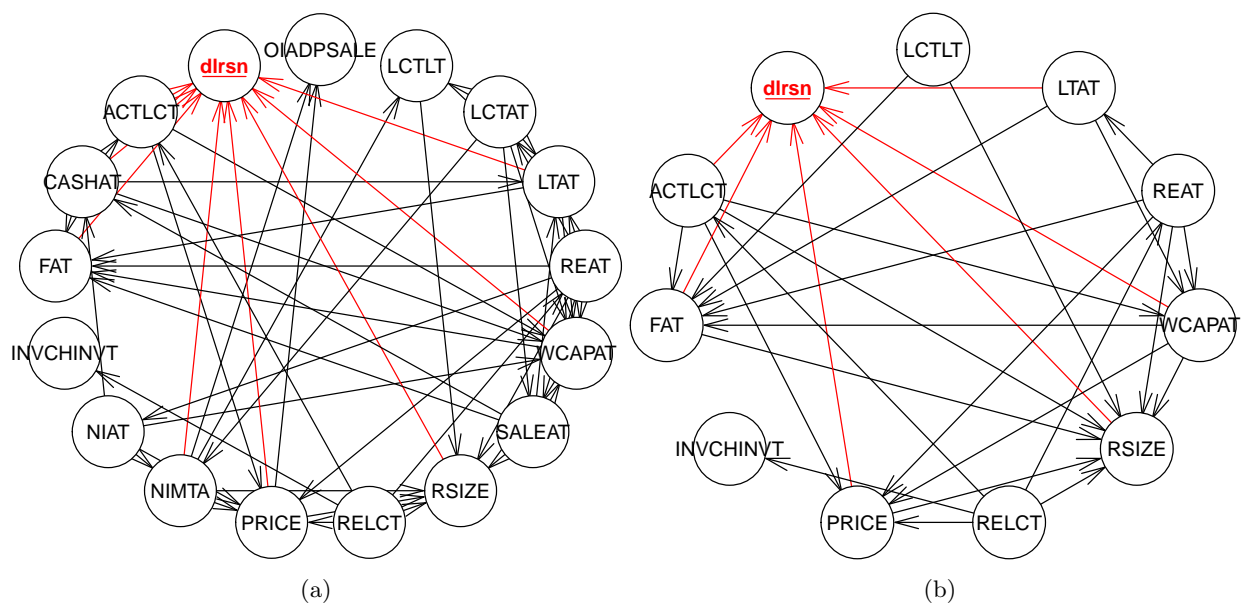 OIADPSALE
dlrsn
LCTLT
ACTLCT
LCTAT
CASHAT
LTAT
FAT
REAT
INVCHINVT
WCAPAT
NIAT
SALEAT
NIMTA
RSIZE
PRICE
RELCT
(a)
LCTLT
dlrsn
LTAT
ACTLCT
REAT
FAT
WCAPAT
INVCHINVT
RSIZE
PRICE
RELCT
(b)